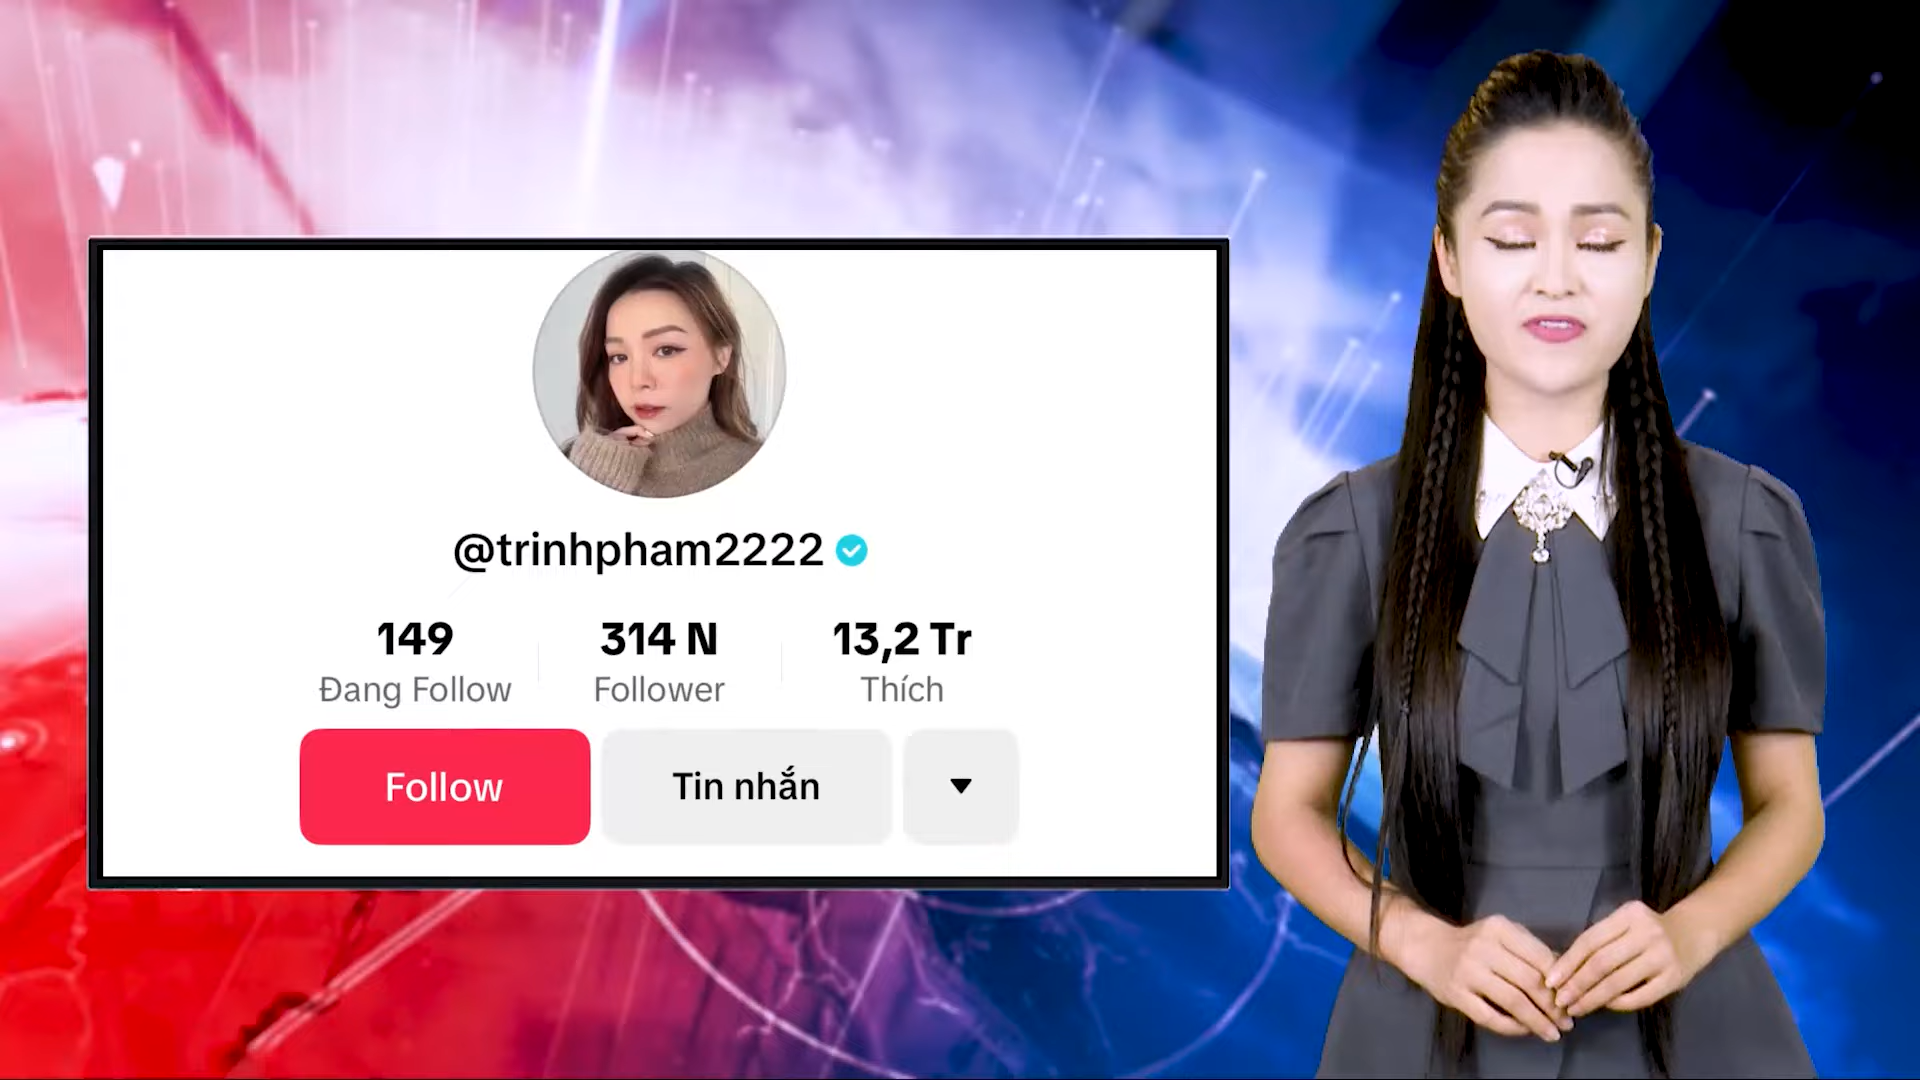 @trinhpham2222
149 314 N 13,2 Tr
Đang Follow Follower Thích
Follow Tin nhắn